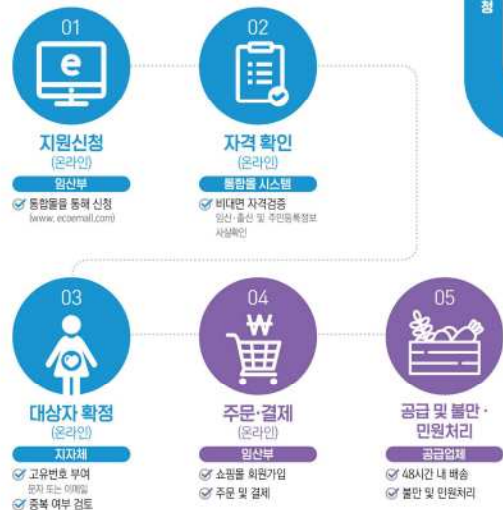 청
01
e
지원신청
(온라인)
임산부
통합몰을 통해 신청
(www. ecoemall.com)
02
자격 확인
(온라인)
통합몰 시스템
비대면 자격검증
임신·출산 및 주민등록정보
사실확인
03
대상자 확정
(온라인)
지자체
고유번호 부여
문자 또는 이메일
중복 여부 검토
04
₩
주문·결제
(온라인)
임산부
쇼핑몰 회원가입
주문 및 결제
05
공급 및 불만·
민원처리
공급업체
48시간 내 배송
불만 및 민원처리